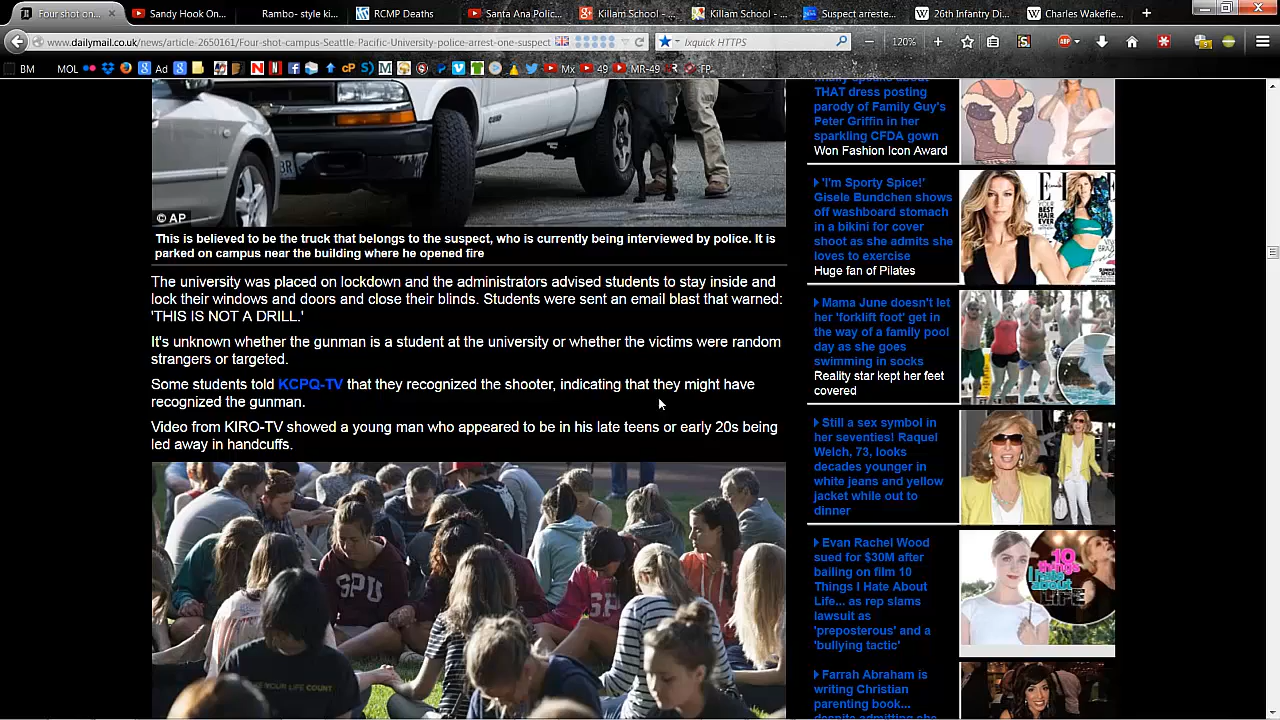 Four shot on...
Sandy Hook On...
Rambo- style ki...
RCMP Deaths
Santa Ana Polic...
Killam School - ...
Killam School - ...
Suspect arreste...
26th Infantry Di...
Charles Wakefie...
www.dailymail.co.uk/news/article-2650161/Four-shot-campus-Seattle-Pacific-University-police-arrest-one-suspect
Ixquick HTTPS
120%
BM
MOL
Ad
Mx
49
MR-49
FP
© AP
This is believed to be the truck that belongs to the suspect, who is currently being interviewed by police. It is
parked on campus near the building where he opened fire
The university was placed on lockdown and the administrators advised students to stay inside and
lock their windows and doors and close their blinds. Students were sent an email blast that warned:
'THIS IS NOT A DRILL.'
It's unknown whether the gunman is a student at the university or whether the victims were random
strangers or targeted.
Some students told KCPQ-TV that they recognized the shooter, indicating that they might have
recognized the gunman.
Video from KIRO-TV showed a young man who appeared to be in his late teens or early 20s being
led away in handcuffs.
YOUR LIFE COUNT
finally speaks about
THAT dress posting
parody of Family Guy's
Peter Griffin in her
sparkling CFDA gown
Won Fashion Icon Award
'I'm Sporty Spice!'
Gisele Bundchen shows
off washboard stomach
in a bikini for cover
shoot as she admits she
loves to exercise
Huge fan of Pilates
Mama June doesn't let
her 'forklift foot' get in
the way of a family pool
day as she goes
swimming in socks
Reality star kept her feet
covered
Still a sex symbol in
her seventies! Raquel
Welch, 73, looks
decades younger in
white jeans and yellow
jacket while out to
dinner
Evan Rachel Wood
sued for $30M after
bailing on film 10
Things I Hate About
Life... as rep slams
lawsuit as
'preposterous' and a
'bullying tactic'
10
things
I hate
about
LIFE
Farrah Abraham is
writing Christian
parenting book...
despite admitting she